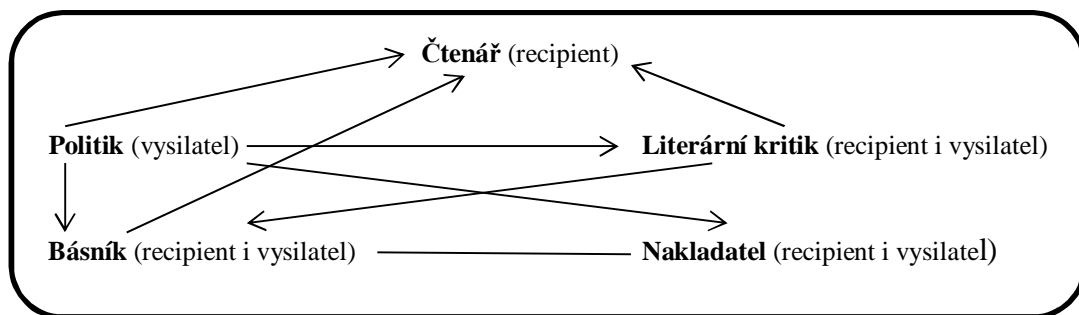 Čtenář (recipient)
Politik (vysilatel)
Literární kritik (recipient i vysilatel)
Básník (recipient i vysilatel)
Nakladatel (recipient i vysilatel)